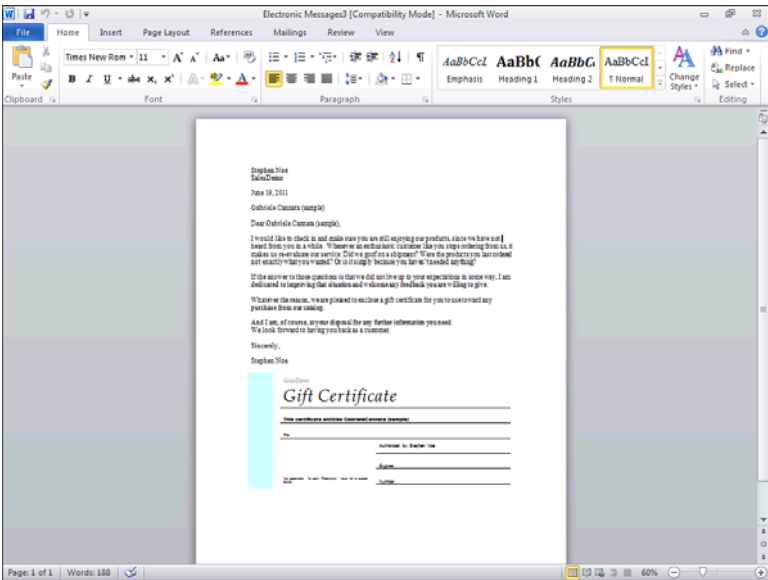 Electronic Messages3 [Compatibility Mode] - Microsoft Word
File Home Insert Page Layout References Mailings Review View
Times New Rom 11 A A Aa
AaBbCcI AaBb( AaBbCc AaBbCcI
Find
Replace
Select
Paste
B I U abc x, x² A ab A
Emphasis Heading 1 Heading 2 ¶ Normal
Change
Styles
Clipboard Font Paragraph Styles Editing
Stephen Noe
SalesDemo
June 19, 2011
Gabriele Cannata (sample)
Dear Gabriele Cannata (sample),
I would like to check in and make sure you are still enjoying our products, since we have not
heard from you in a while. Whenever an enthusiastic customer like you stops ordering from us, it
makes us re-evaluate our service. Did we goof on a shipment? Were the products you last ordered
not exactly what you wanted? Or is it simply because you haven't needed anything?
If the answer to those questions is that we did not live up to your expectations in some way, I am
dedicated to improving that situation and welcome any feedback you are willing to give.
Whatever the reason, we are pleased to enclose a gift certificate for you to use toward any
purchase from our catalog.
And I am, of course, at your disposal for any further information you need.
We look forward to having you back as a customer.
Sincerely,
Stephen Noe
SalesDemo
Gift Certificate
This certificate entitles GabrieleCannata (sample)
To
Authorized by Stephen Noe
Expires
Number
Page: 1 of 1 Words: 188 60%